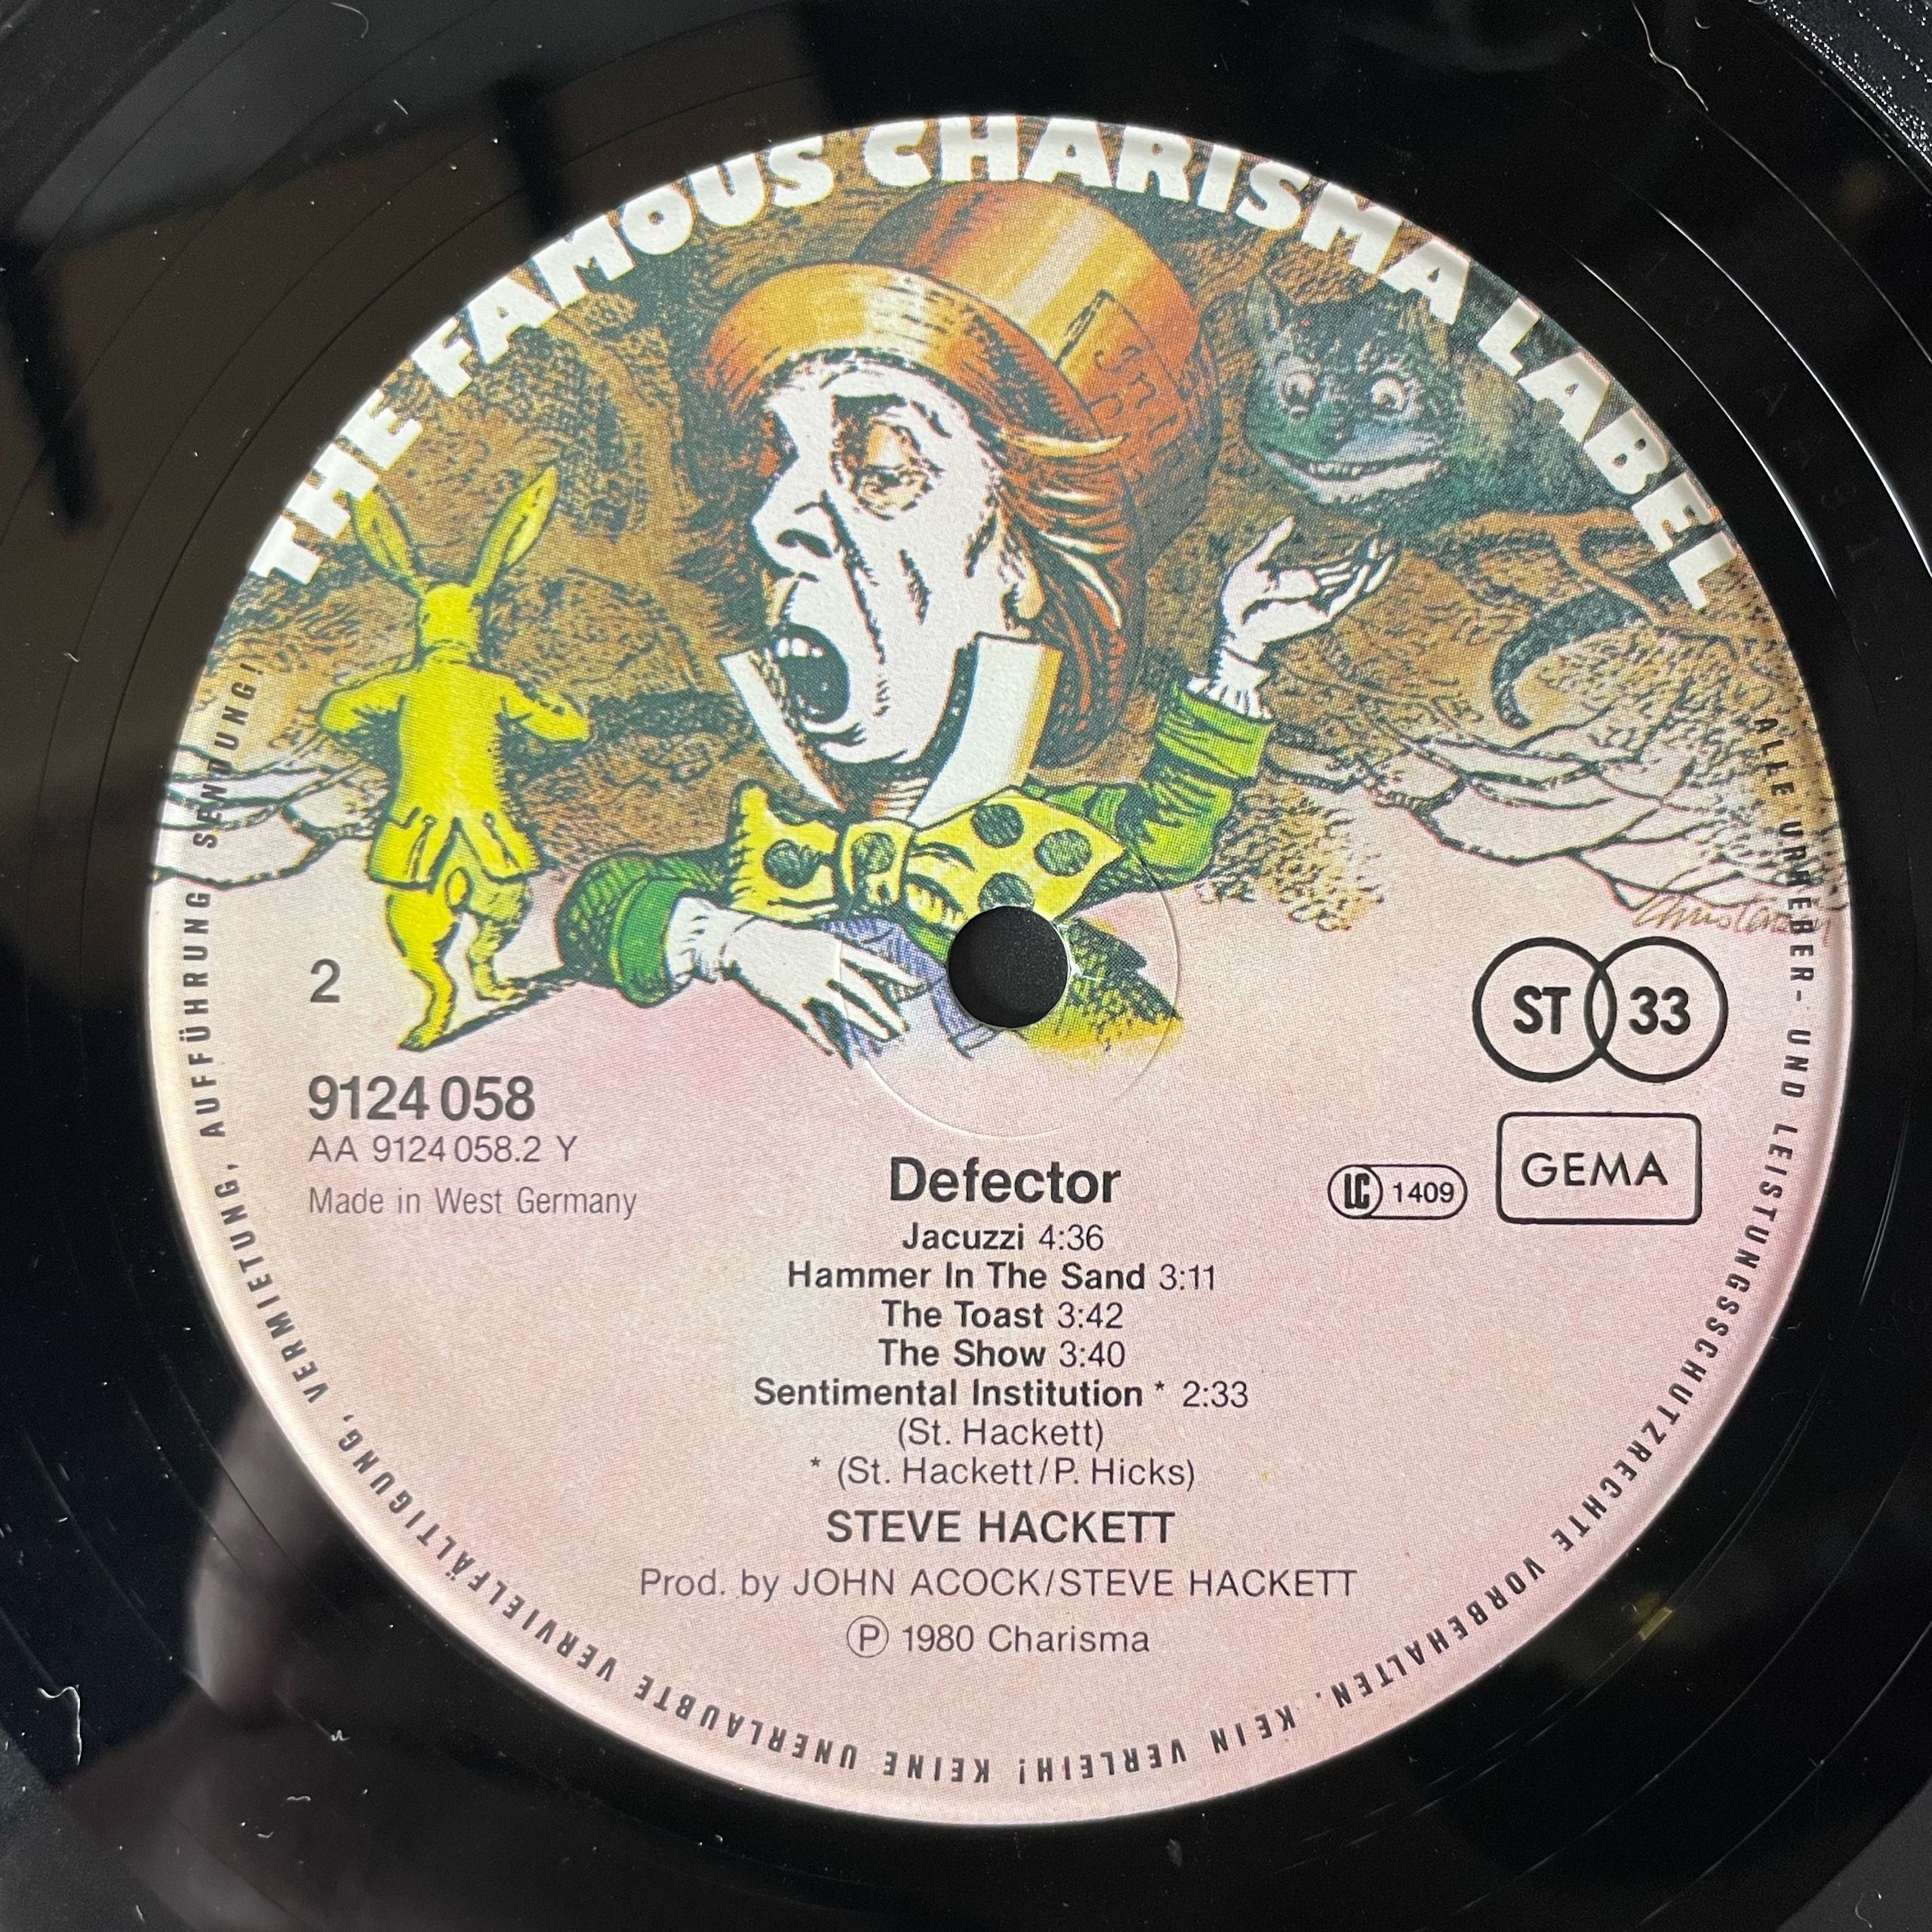 THE FAMOUS CHARISMA LABEL
2
ST 33
9124 058
AA 9124 058.2 Y
Made in West Germany
GEMA
LC 1409
Defector
Jacuzzi 4:36
Hammer In The Sand 3:11
The Toast 3:42
The Show 3:40
Sentimental Institution * 2:33
(St. Hackett)
* (St. Hackett/P. Hicks)
STEVE HACKETT
Prod. by JOHN ACOCK/STEVE HACKETT
Ⓟ 1980 Charisma
ALLE URHEBER- UND LEISTUNGSSCHUTZRECHTE VORBEHALTEN. KEIN VERLEIH! KEINE UNERLAUBTE VERVIELFÄLTIGUNG, VERMIETUNG, AUFFÜHRUNG, SENDUNG!